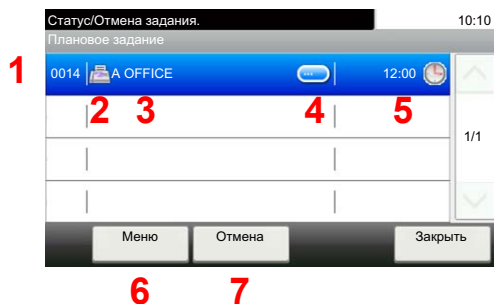 Статус/Отмена задания. 10:10
Плановое задание
1 0014 A OFFICE 12:00
2 3 4 5
1/1
Меню Отмена Закрыть
6 7